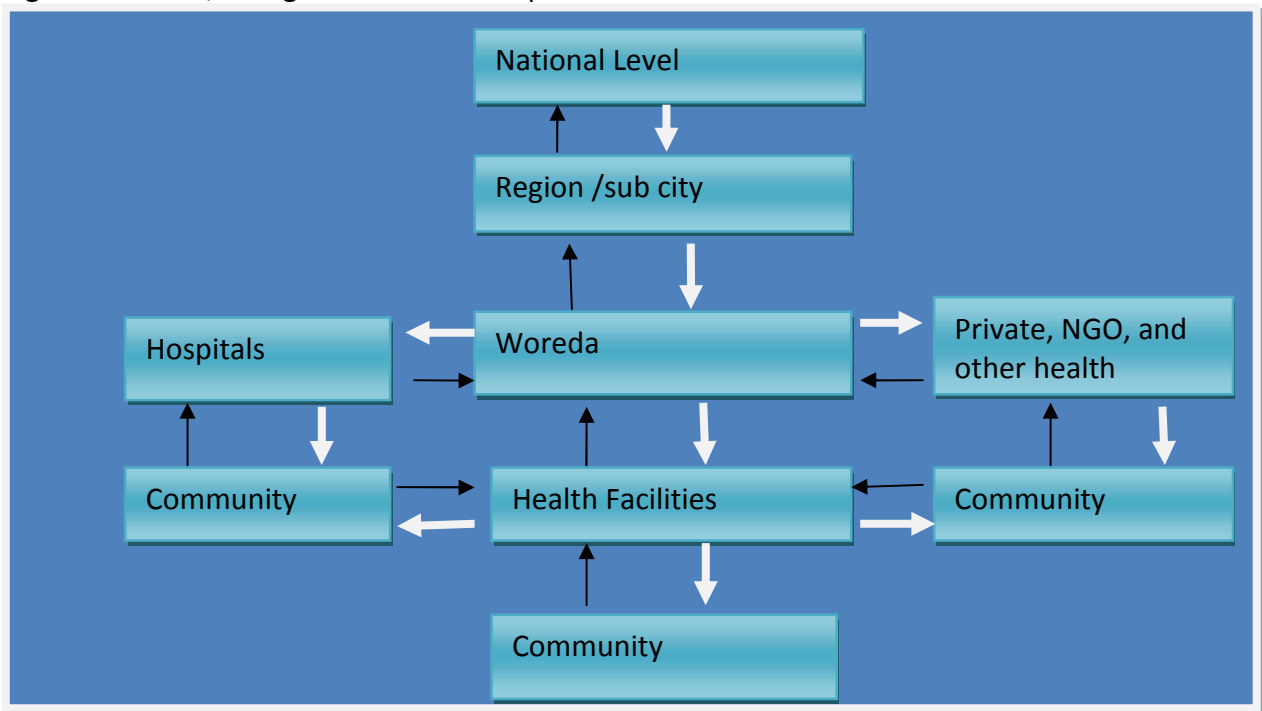 National Level
Region /sub city
Hospitals
Woreda
Private, NGO, and
other health
Community
Health Facilities
Community
Community